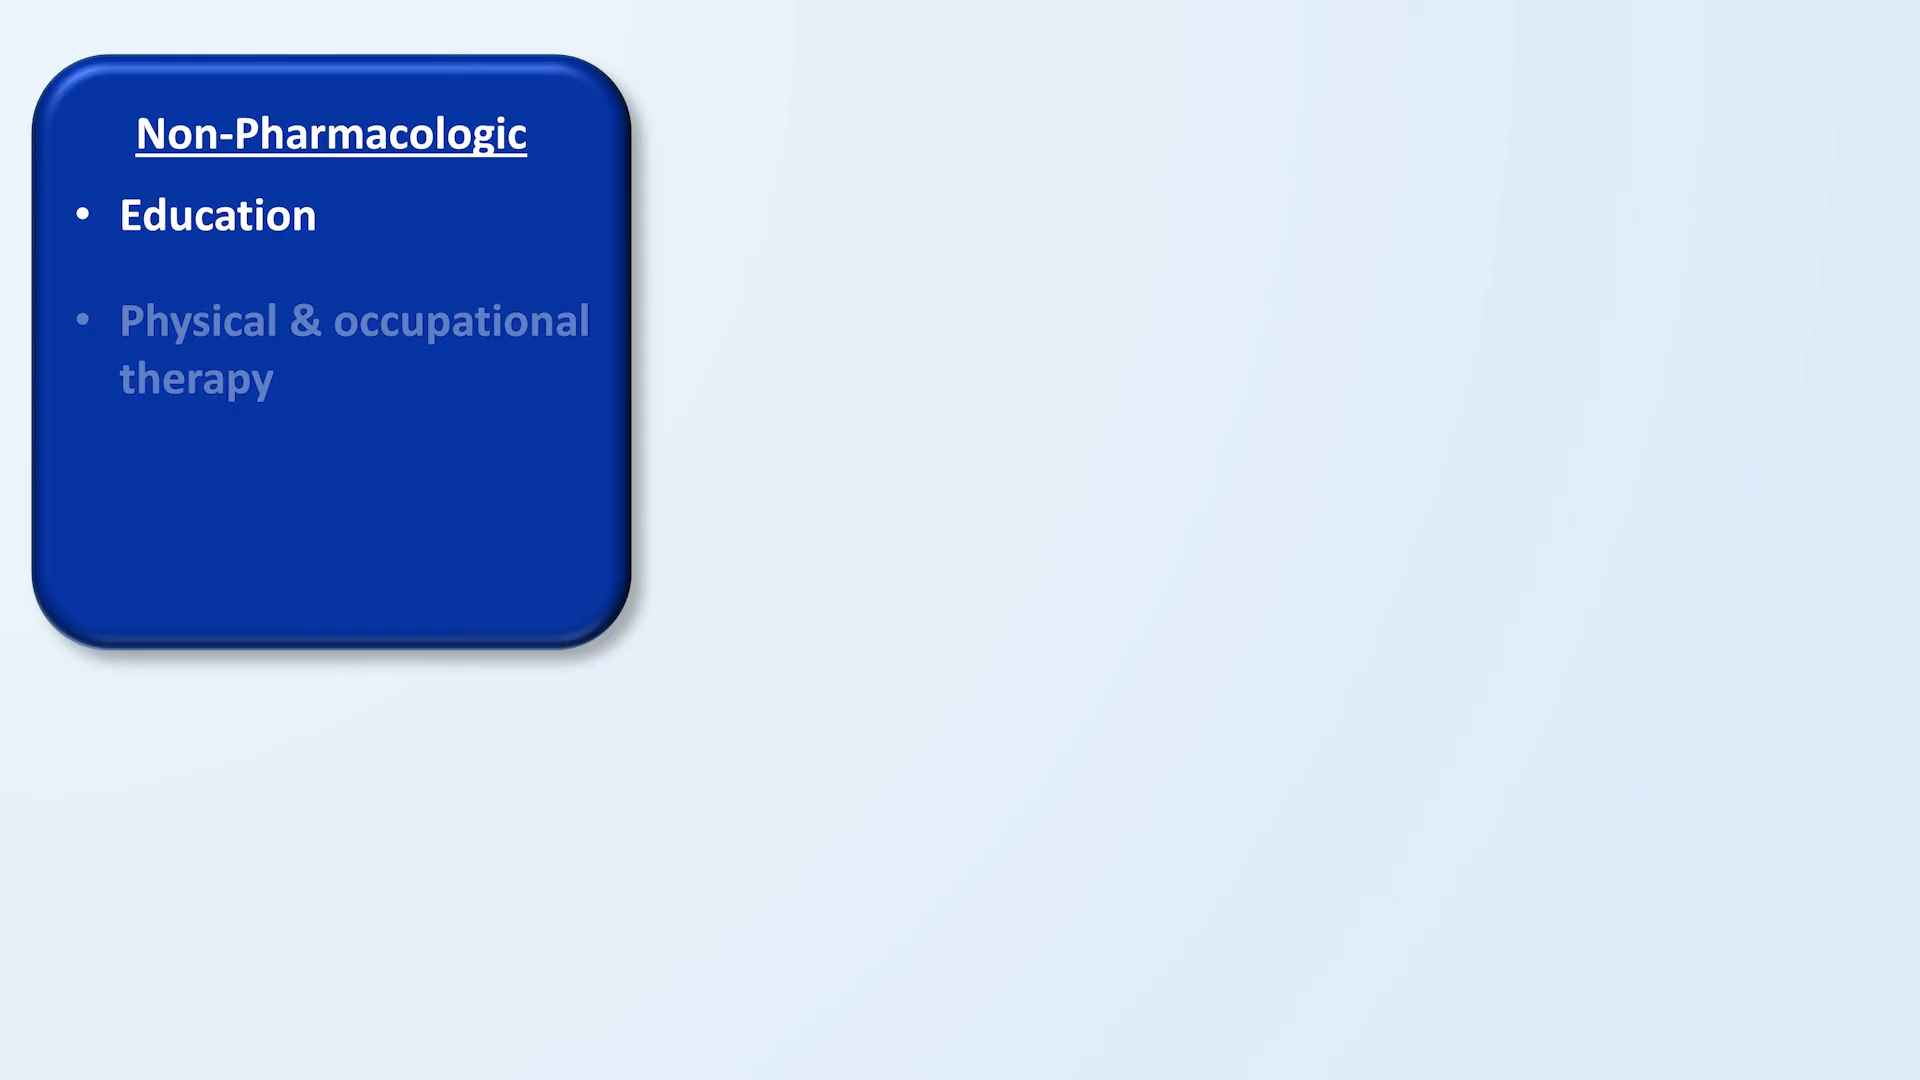 Non-Pharmacologic
• Education
• Physical & occupational
therapy